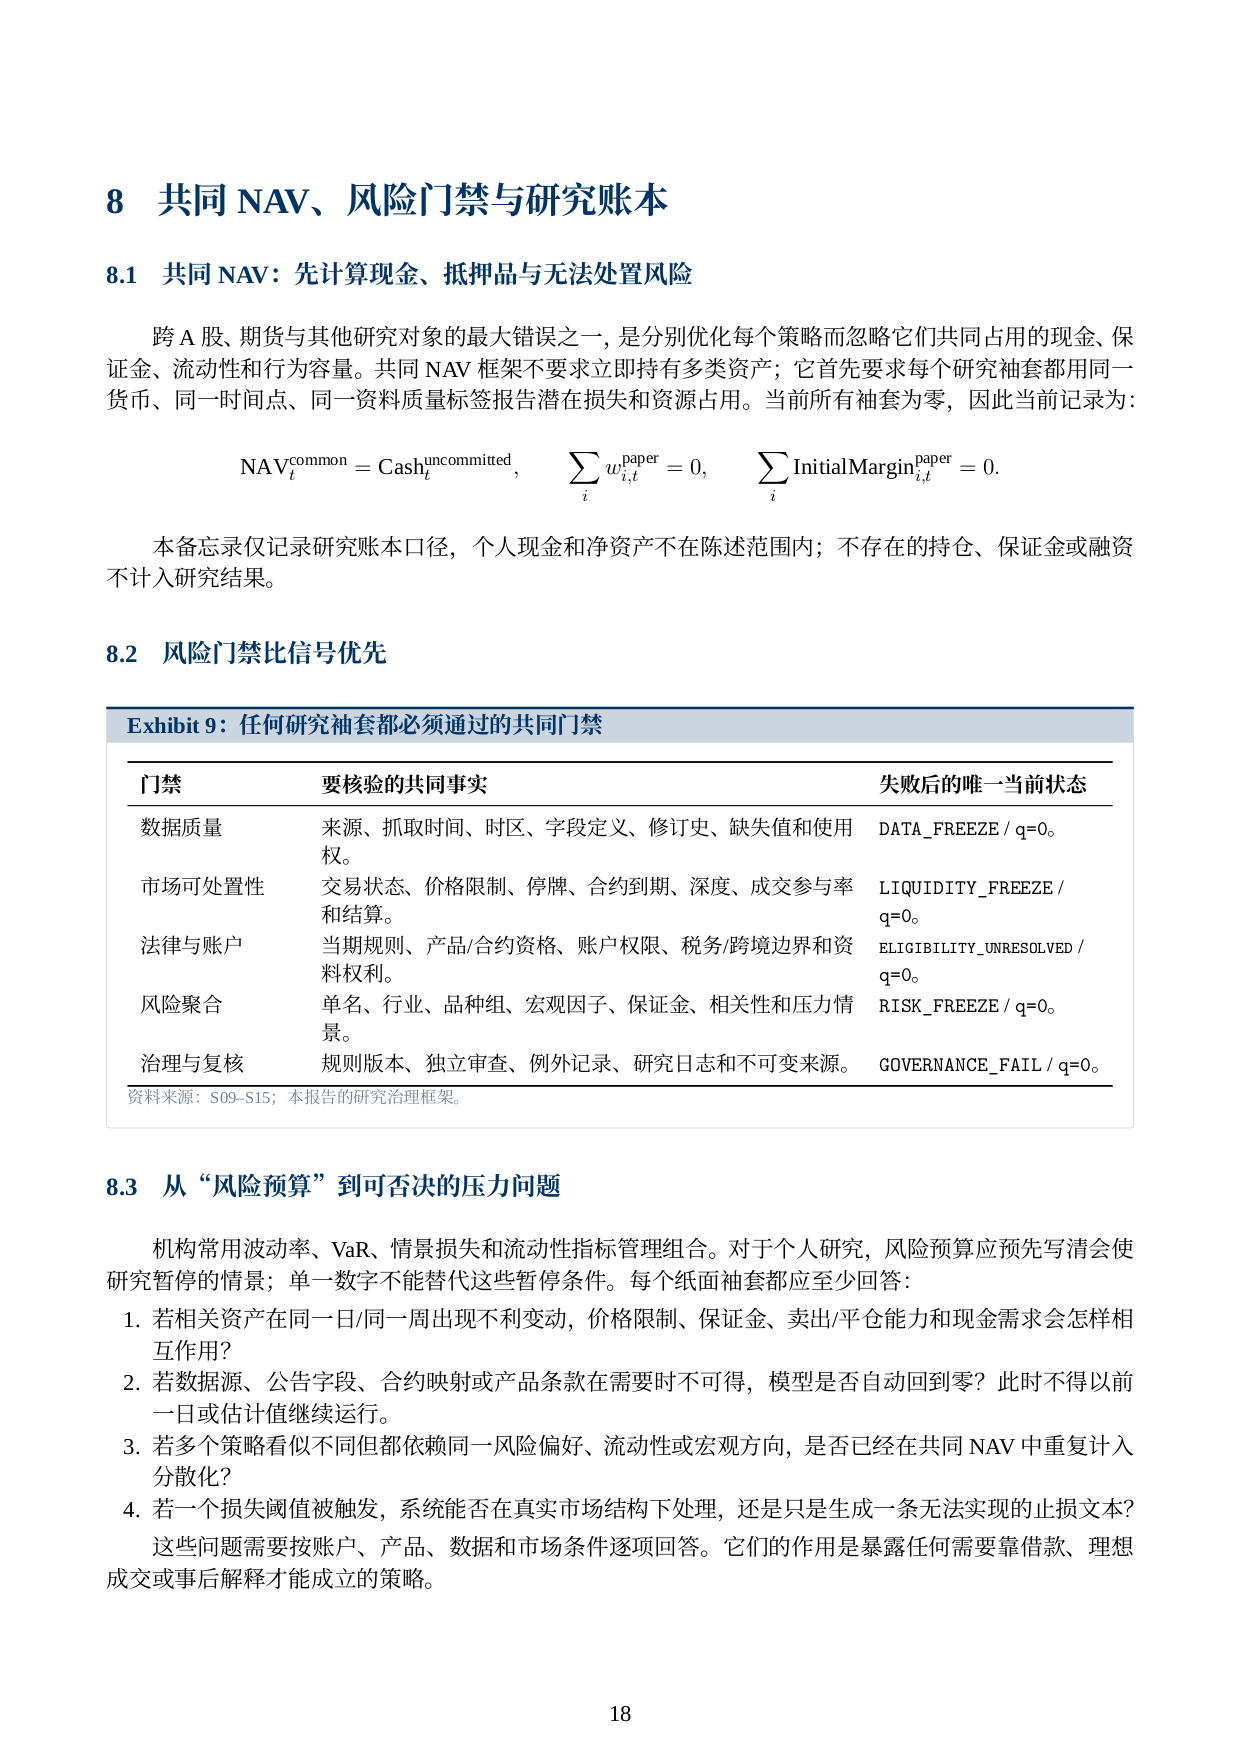 8 共同 NAV、风险门禁与研究账本
8.1 共同 NAV：先计算现金、抵押品与无法处置风险
跨 A 股、期货与其他研究对象的最大错误之一，是分别优化每个策略而忽略它们共同占用的现金、保
证金、流动性和行为容量。共同 NAV 框架不要求立即持有多类资产；它首先要求每个研究袖套都用同一
货币、同一时间点、同一资料质量标签报告潜在损失和资源占用。当前所有袖套为零，因此当前记录为：
NAV_t^common = Cash_t^uncommitted, ∑_i w_{i,t}^paper = 0, ∑_i InitialMargin_{i,t}^paper = 0.
本备忘录仅记录研究账本口径，个人现金和净资产不在陈述范围内；不存在的持仓、保证金或融资
不计入研究结果。
8.2 风险门禁比信号优先
Exhibit 9：任何研究袖套都必须通过的共同门禁
门禁 要核验的共同事实 失败后的唯一当前状态
数据质量 来源、抓取时间、时区、字段定义、修订史、缺失值和使用 DATA_FREEZE / q=0。
权。
市场可处置性 交易状态、价格限制、停牌、合约到期、深度、成交参与率 LIQUIDITY_FREEZE /
和结算。 q=0。
法律与账户 当期规则、产品/合约资格、账户权限、税务/跨境边界和资 ELIGIBILITY_UNRESOLVED /
料权利。 q=0。
风险聚合 单名、行业、品种组、宏观因子、保证金、相关性和压力情 RISK_FREEZE / q=0。
景。
治理与复核 规则版本、独立审查、例外记录、研究日志和不可变来源。 GOVERNANCE_FAIL / q=0。
资料来源：S09–S15；本报告的研究治理框架。
8.3 从“风险预算”到可否决的压力问题
机构常用波动率、VaR、情景损失和流动性指标管理组合。对于个人研究，风险预算应预先写清会使
研究暂停的情景；单一数字不能替代这些暂停条件。每个纸面袖套都应至少回答：
1. 若相关资产在同一日/同一周出现不利变动，价格限制、保证金、卖出/平仓能力和现金需求会怎样相
互作用？
2. 若数据源、公告字段、合约映射或产品条款在需要时不可得，模型是否自动回到零？此时不得以前
一日或估计值继续运行。
3. 若多个策略看似不同但都依赖同一风险偏好、流动性或宏观方向，是否已经在共同 NAV 中重复计入
分散化？
4. 若一个损失阈值被触发，系统能否在真实市场结构下处理，还是只是生成一条无法实现的止损文本？
这些问题需要按账户、产品、数据和市场条件逐项回答。它们的作用是暴露任何需要靠借款、理想
成交或事后解释才能成立的策略。
18